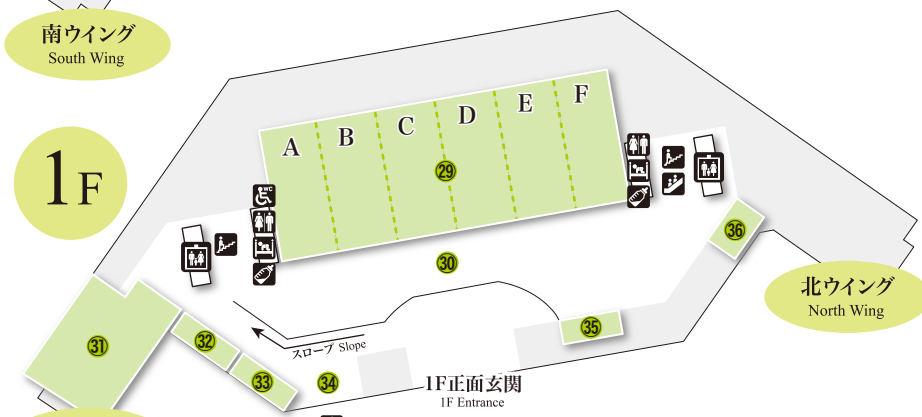 南ウイング
South Wing
1F
A
B
C
D
E
F
29
WC
30
36
北ウイング
North Wing
31
32
33
34
35
スロープ Slope
1F正面玄関
1F Entrance